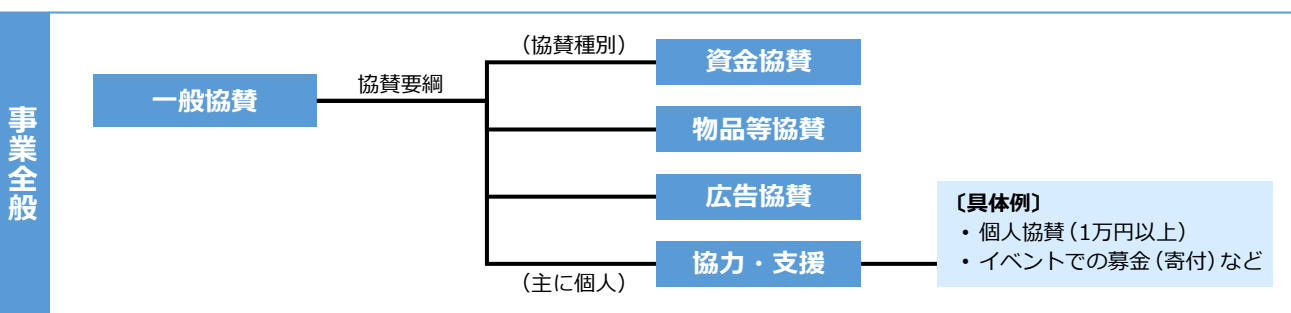 事業全般
一般協賛
協賛要綱
（協賛種別）
資金協賛
物品等協賛
広告協賛
協力・支援
（主に個人）
〔具体例〕
・個人協賛（1万円以上）
・イベントでの募金（寄付）など